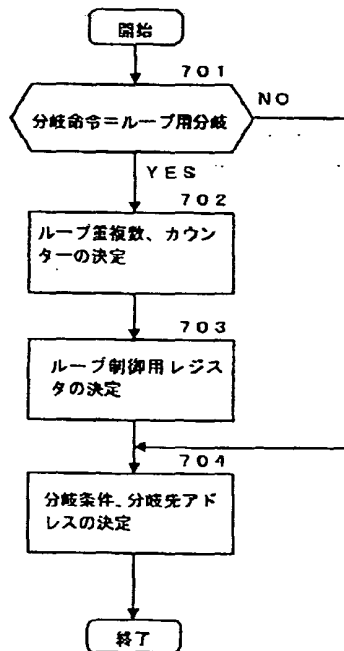 開始
701
分岐命令=ループ用分岐
NO
YES
702
ループ重複数、カウン
ターの決定
703
ループ制御用レジス
タの決定
704
分岐条件、分岐先アド
レスの決定
終了